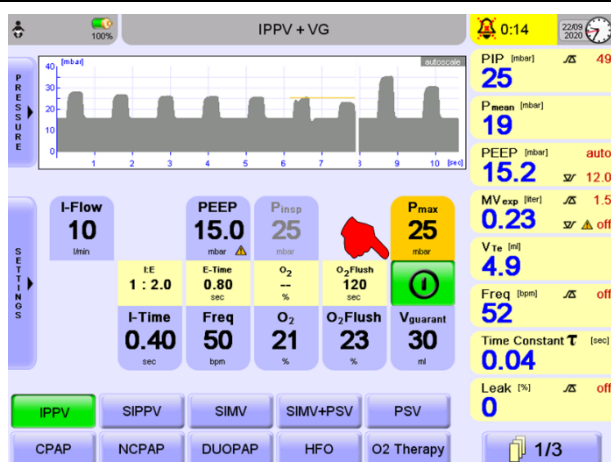 100%
IPPV + VG
0:14
22/09
2020
PRESSURE
[mbar]
autoscale
40
30
20
10
0
1 2 3 4 5 6 7 8 9 10 [sec]
PIP [mbar] 49
25
Pmean [mbar]
19
PEEP [mbar] auto
15.2 12.0
MVexp [liter] 1.5
0.23 off
VTe [ml]
4.9
Freq [bpm] off
52
Time Constant τ [sec]
0.04
Leak [%] off
0
1/3
SETTINGS
I-Flow PEEP Pinsp Pmax
10 15.0 25 25
l/min mbar mbar mbar
I:E E-Time O2 O2Flush
1 : 2.0 0.80 -- 120
sec % sec
I-Time Freq O2 O2Flush Vguarant
0.40 50 21 23 30
sec bpm % % ml
IPPV SIPPV SIMV SIMV+PSV PSV
CPAP NCPAP DUOPAP HFO O2 Therapy